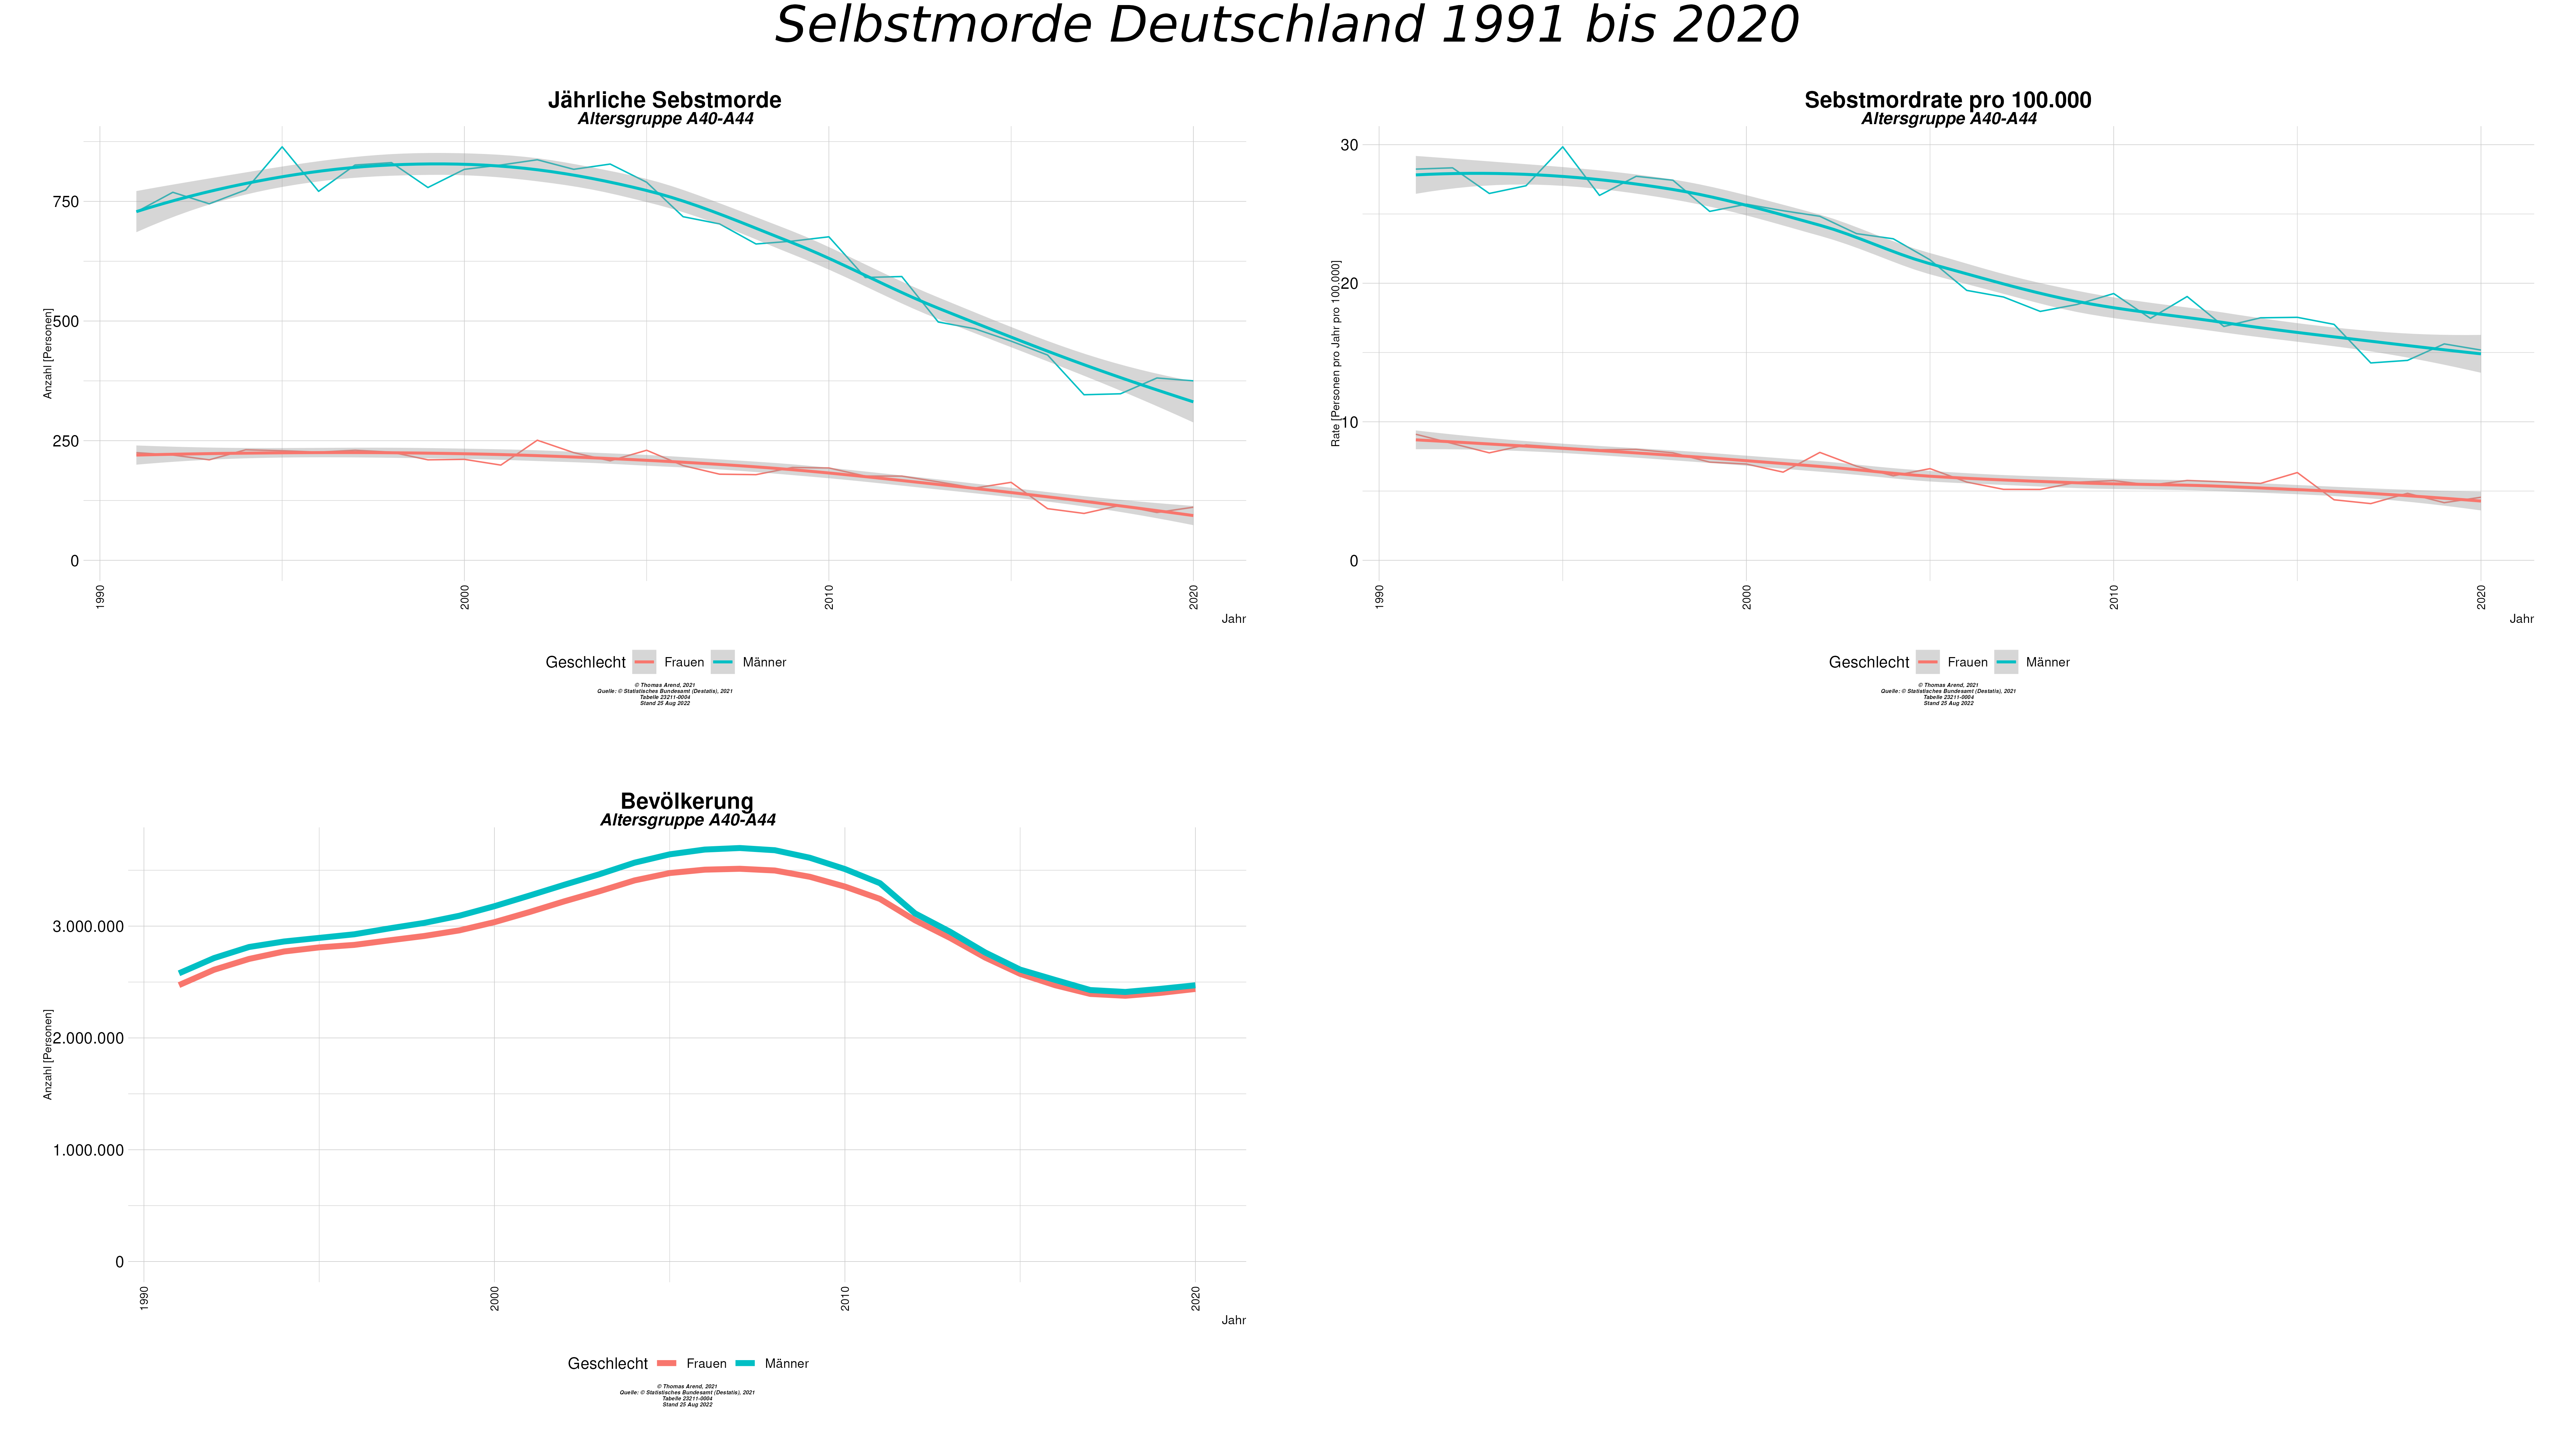 Selbstmorde Deutschland 1991 bis 2020
Jährliche Sebstmorde
Altersgruppe A40-A44
Anzahl [Personen]
750
500
250
0
1990
2000
2010
2020
Jahr
Geschlecht Frauen Männer
© Thomas Arend, 2021
Quelle: © Statistisches Bundesamt (Destatis), 2021
Tabelle 23211-0004
Stand 25 Aug 2022
Sebstmordrate pro 100.000
Altersgruppe A40-A44
Rate [Personen pro Jahr pro 100.000]
30
20
10
0
1990
2000
2010
2020
Jahr
Geschlecht Frauen Männer
© Thomas Arend, 2021
Quelle: © Statistisches Bundesamt (Destatis), 2021
Tabelle 23211-0004
Stand 25 Aug 2022
Bevölkerung
Altersgruppe A40-A44
Anzahl [Personen]
3.000.000
2.000.000
1.000.000
0
1990
2000
2010
2020
Jahr
Geschlecht Frauen Männer
© Thomas Arend, 2021
Quelle: © Statistisches Bundesamt (Destatis), 2021
Tabelle 23211-0004
Stand 25 Aug 2022